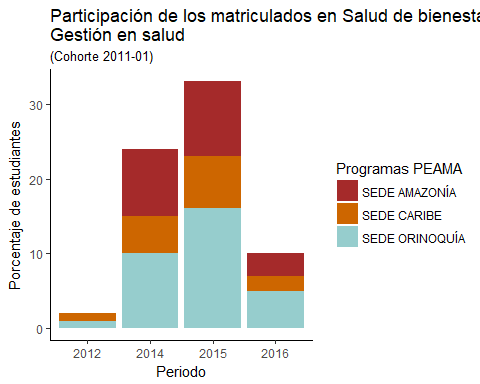 Participación de los matriculados en Salud de bienesta
Gestión en salud
(Cohorte 2011-01)
Porcentaje de estudiantes
30
20
10
0
2012 2014 2015 2016
Periodo
Programas PEAMA
SEDE AMAZONÍA
SEDE CARIBE
SEDE ORINOQUÍA